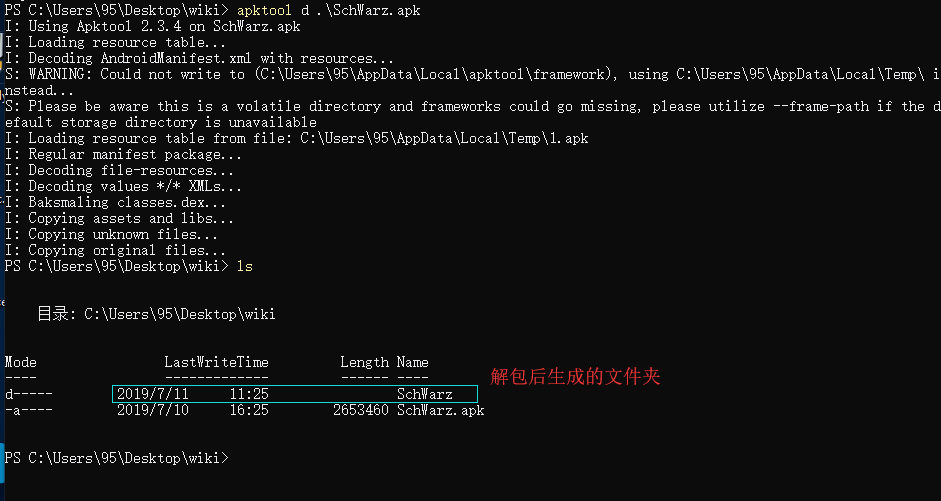 PS C:\Users\95\Desktop\wiki> apktool d .\SchWarz.apk
I: Using Apktool 2.3.4 on SchWarz.apk
I: Loading resource table...
I: Decoding AndroidManifest.xml with resources...
S: WARNING: Could not write to (C:\Users\95\AppData\Local\apktool\framework), using C:\Users\95\AppData\Local\Temp\ i
nstead...
S: Please be aware this is a volatile directory and frameworks could go missing, please utilize --frame-path if the d
efault storage directory is unavailable
I: Loading resource table from file: C:\Users\95\AppData\Local\Temp\1.apk
I: Regular manifest package...
I: Decoding file-resources...
I: Decoding values */* XMLs...
I: Baksmaling classes.dex...
I: Copying assets and libs...
I: Copying unknown files...
I: Copying original files...
PS C:\Users\95\Desktop\wiki> ls
目录: C:\Users\95\Desktop\wiki
Mode LastWriteTime Length Name
---- ------------- ------ ----
d----- 2019/7/11 11:25 SchWarz 解包后生成的文件夹
-a---- 2019/7/10 16:25 2653460 SchWarz.apk
PS C:\Users\95\Desktop\wiki>